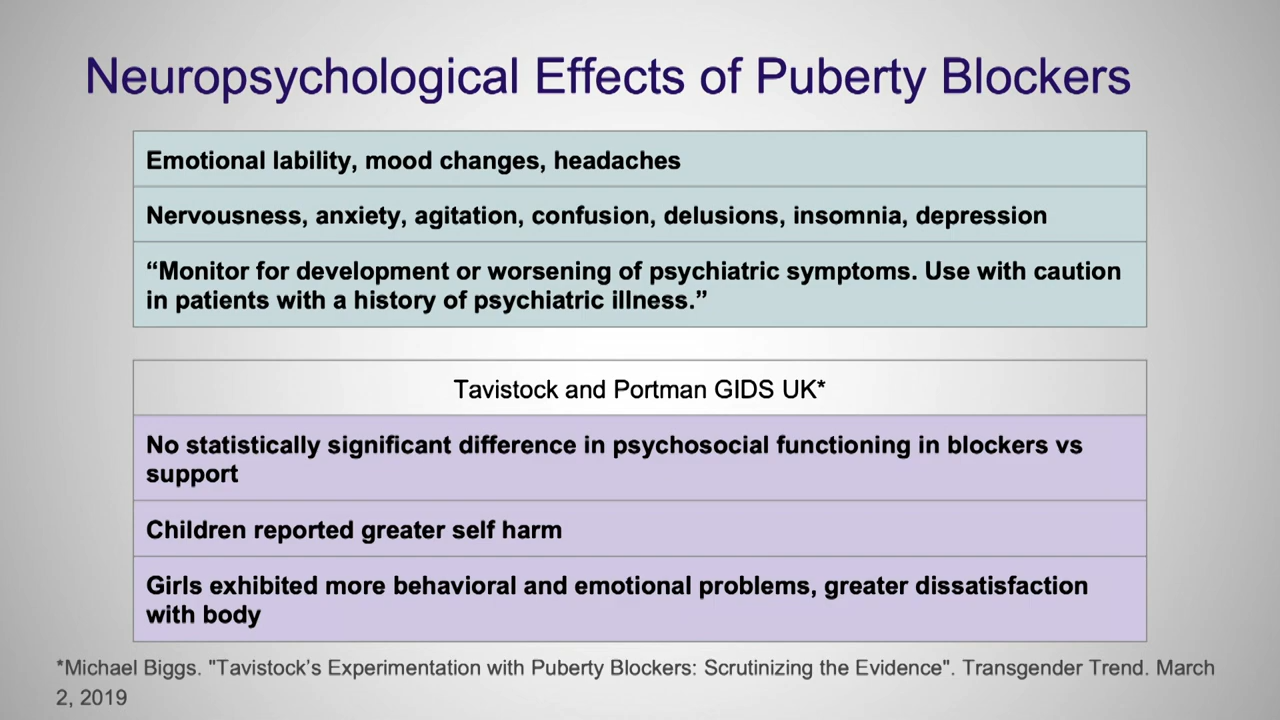 Neuropsychological Effects of Puberty Blockers
Emotional lability, mood changes, headaches
Nervousness, anxiety, agitation, confusion, delusions, insomnia, depression
“Monitor for development or worsening of psychiatric symptoms. Use with caution
in patients with a history of psychiatric illness.”
Tavistock and Portman GIDS UK*
No statistically significant difference in psychosocial functioning in blockers vs
support
Children reported greater self harm
Girls exhibited more behavioral and emotional problems, greater dissatisfaction
with body
*Michael Biggs. "Tavistock’s Experimentation with Puberty Blockers: Scrutinizing the Evidence". Transgender Trend. March
2, 2019